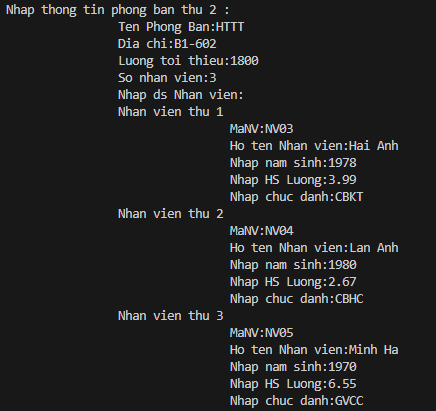 Nhap thong tin phong ban thu 2 :
Ten Phong Ban:HTTT
Dia chi:B1-602
Luong toi thieu:1800
So nhan vien:3
Nhap ds Nhan vien:
Nhan vien thu 1
MaNV:NV03
Ho ten Nhan vien:Hai Anh
Nhap nam sinh:1978
Nhap HS Luong:3.99
Nhap chuc danh:CBKT
Nhan vien thu 2
MaNV:NV04
Ho ten Nhan vien:Lan Anh
Nhap nam sinh:1980
Nhap HS Luong:2.67
Nhap chuc danh:CBHC
Nhan vien thu 3
MaNV:NV05
Ho ten Nhan vien:Minh Ha
Nhap nam sinh:1970
Nhap HS Luong:6.55
Nhap chuc danh:GVCC